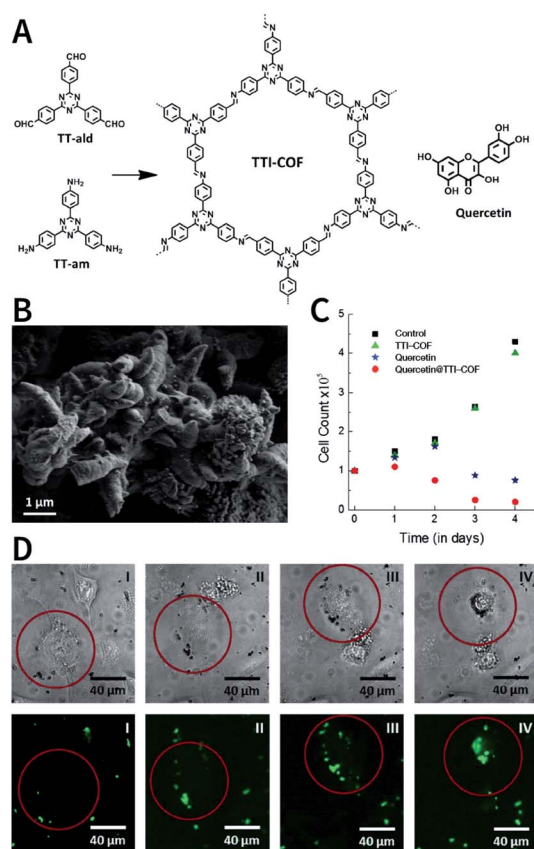 A
CHO
OHC
CHO
TT-ald
NH₂
H₂N
NH₂
TT-am
TTI-COF
HO
OH
OH
OH
O
O
OH
Quercetin
B
1 μm
C
Control
TTI-COF
Quercetin
Quercetin@TTI-COF
Cell Count x10⁵
5
4
3
2
1
0
0
1
2
3
4
Time (in days)
D
I
II
III
IV
40 μm
40 μm
40 μm
40 μm
I
II
III
IV
40 μm
40 μm
40 μm
40 μm